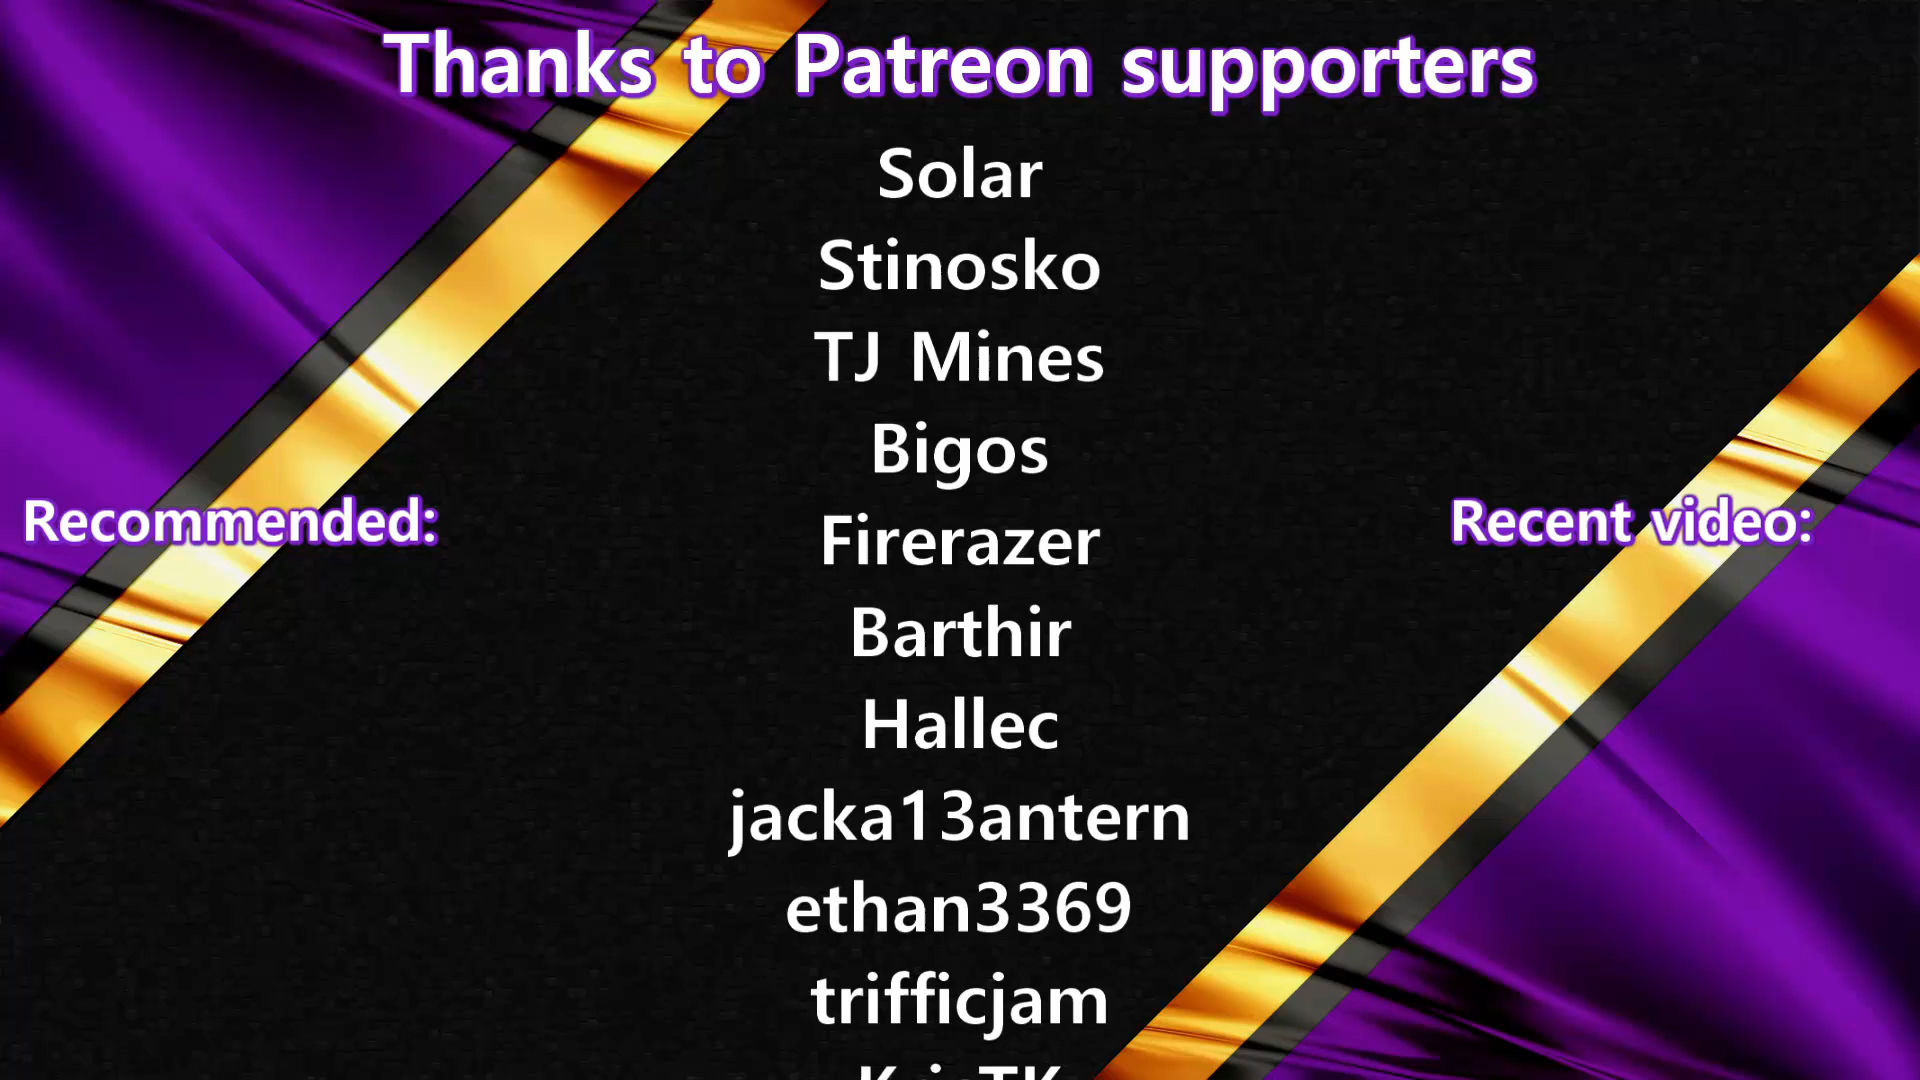 Thanks to Patreon supporters
Solar
Stinosko
TJ Mines
Bigos
Firerazer
Barthir
Hallec
jacka13antern
ethan3369
trifficjam
Recommended:
Recent video: